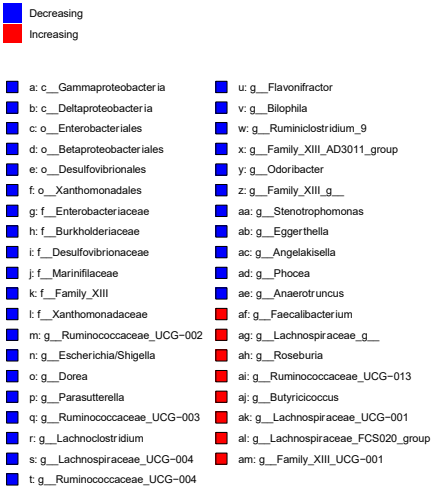 Decreasing
Increasing
a: c__Gammaproteobacteria
b: c__Deltaproteobacteria
c: o__Enterobacteriales
d: o__Betaproteobacteriales
e: o__Desulfovibrionales
f: o__Xanthomonadales
g: f__Enterobacteriaceae
h: f__Burkholderiaceae
i: f__Desulfovibrionaceae
j: f__Marinifilaceae
k: f__Family_XIII
l: f__Xanthomonadaceae
m: g__Ruminococcaceae_UCG−002
n: g__Escherichia/Shigella
o: g__Dorea
p: g__Parasutterella
q: g__Ruminococcaceae_UCG−003
r: g__Lachnoclostridium
s: g__Lachnospiraceae_UCG−004
t: g__Ruminococcaceae_UCG−004
u: g__Flavonifractor
v: g__Bilophila
w: g__Ruminiclostridium_9
x: g__Family_XIII_AD3011_group
y: g__Odoribacter
z: g__Family_XIII_g__
aa: g__Stenotrophomonas
ab: g__Eggerthella
ac: g__Angelakisella
ad: g__Phocea
ae: g__Anaerotruncus
af: g__Faecalibacterium
ag: g__Lachnospiraceae_g__
ah: g__Roseburia
ai: g__Ruminococcaceae_UCG−013
aj: g__Butyricicoccus
ak: g__Lachnospiraceae_UCG−001
al: g__Lachnospiraceae_FCS020_group
am: g__Family_XIII_UCG−001